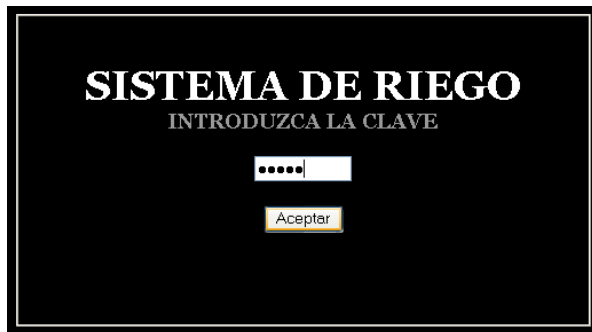 SISTEMA DE RIEGO
INTRODUZCA LA CLAVE
•••••
Aceptar